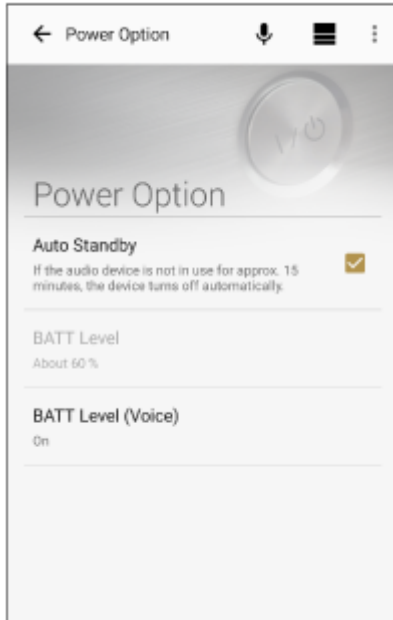 Power Option
Power Option
Auto Standby
If the audio device is not in use for approx. 15
minutes, the device turns off automatically.
BATT Level
About 60 %
BATT Level (Voice)
On